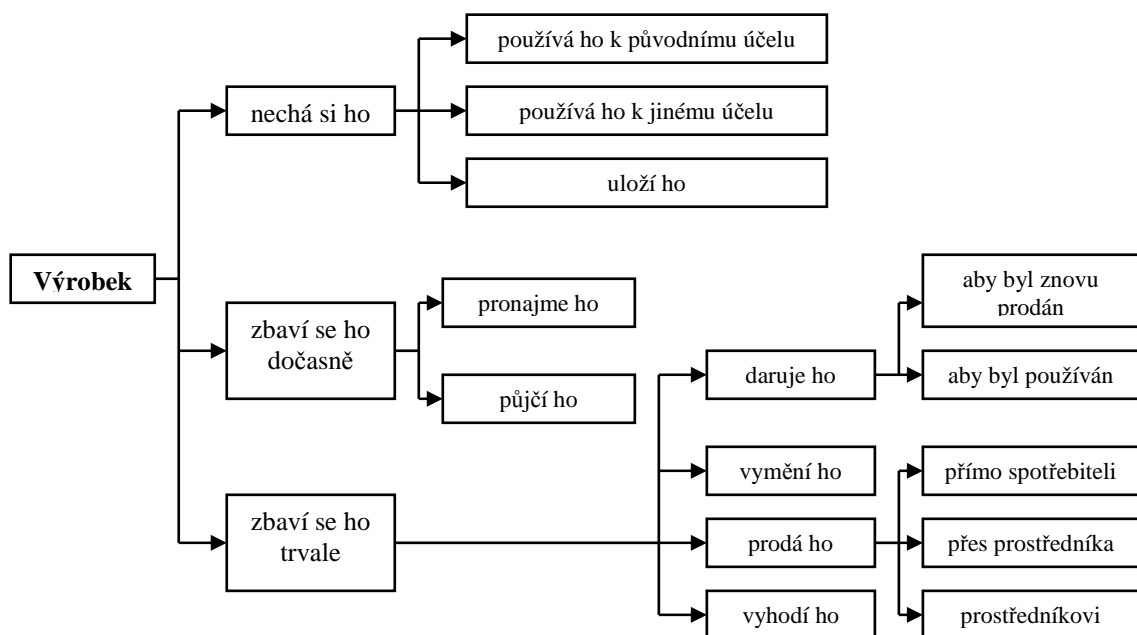 používá ho k původnímu účelu
nechá si ho
používá ho k jinému účelu
uloží ho
Výrobek
aby byl znovu
prodán
pronajme ho
zbaví se ho
dočasně
daruje ho
aby byl používán
půjčí ho
vymění ho
přímo spotřebiteli
zbaví se ho
trvale
prodá ho
přes prostředníka
vyhodí ho
prostředníkovi